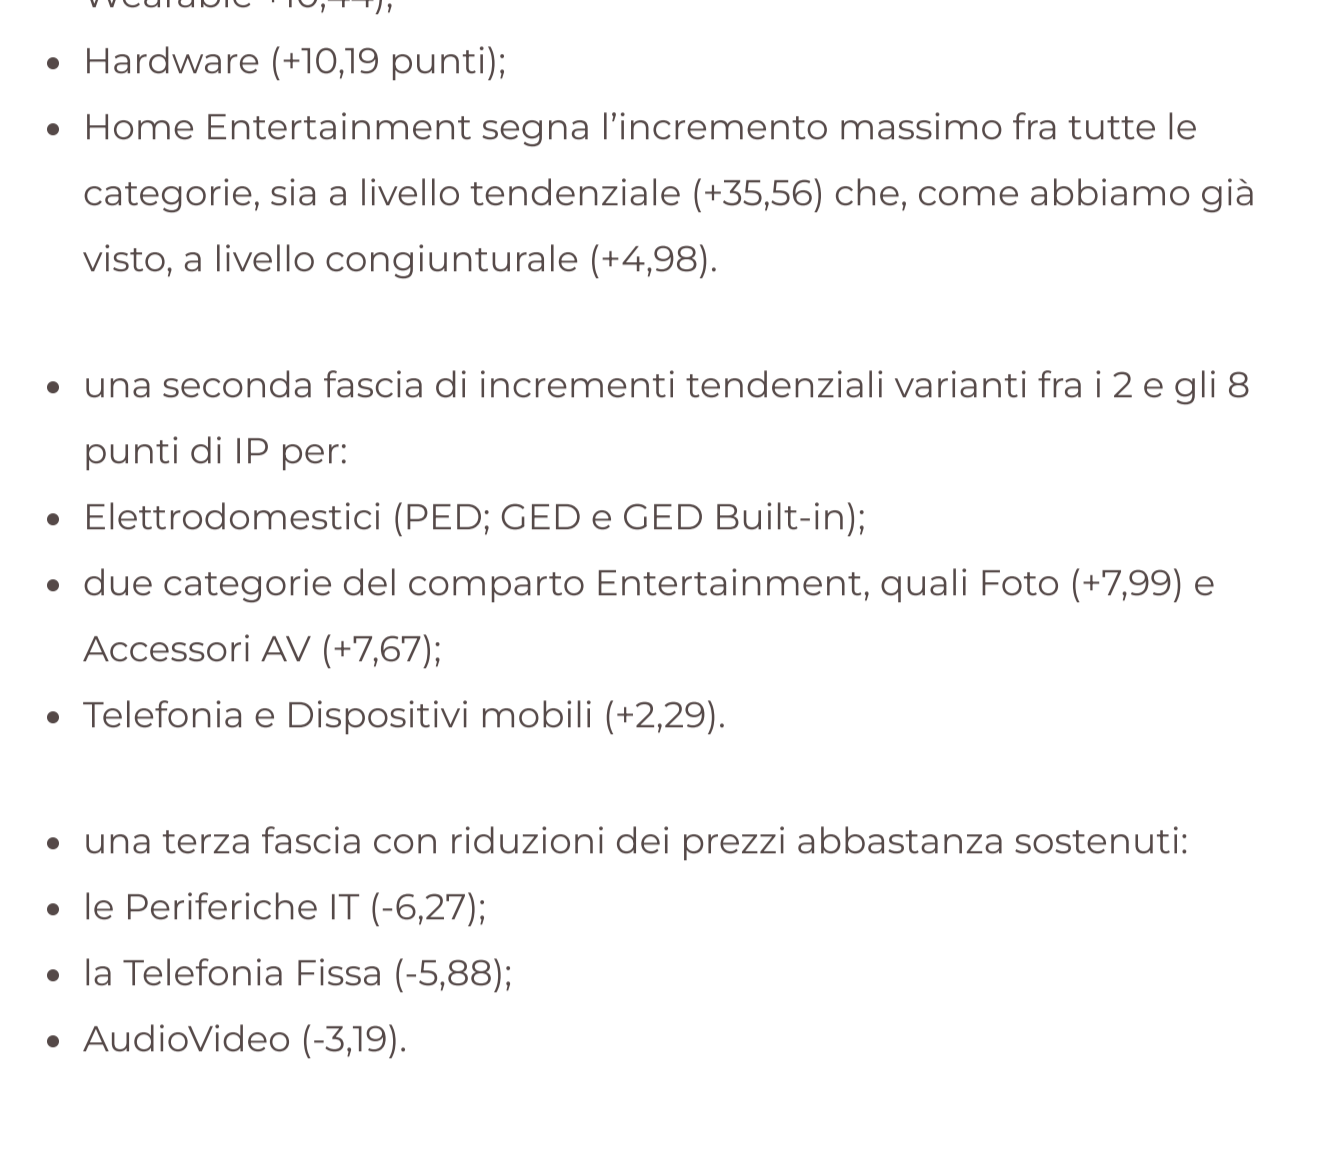 Wearable +10,44);
• Hardware (+10,19 punti);
• Home Entertainment segna l’incremento massimo fra tutte le
categorie, sia a livello tendenziale (+35,56) che, come abbiamo già
visto, a livello congiunturale (+4,98).
• una seconda fascia di incrementi tendenziali varianti fra i 2 e gli 8
punti di IP per:
• Elettrodomestici (PED; GED e GED Built-in);
• due categorie del comparto Entertainment, quali Foto (+7,99) e
Accessori AV (+7,67);
• Telefonia e Dispositivi mobili (+2,29).
• una terza fascia con riduzioni dei prezzi abbastanza sostenuti:
• le Periferiche IT (-6,27);
• la Telefonia Fissa (-5,88);
• AudioVideo (-3,19).